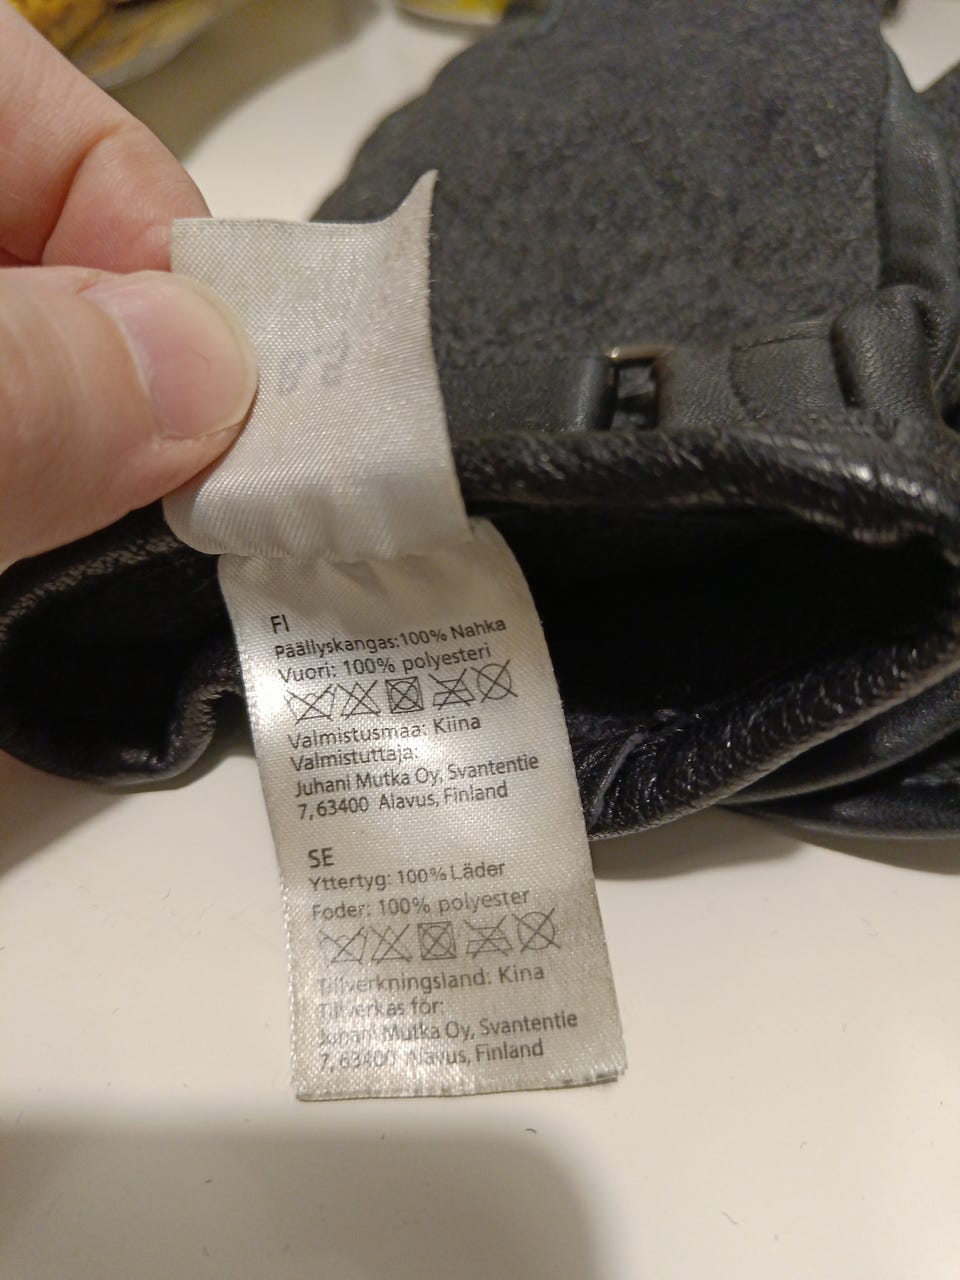 FI
Päällyskangas:100% Nahka
Vuori: 100% polyesteri
Valmistusmaa: Kiina
Valmistuttaja:
Juhani Mutka Oy, Svantentie
7,63400 Alavus, Finland
SE
Yttertyg: 100% Läder
Foder: 100% polyester
Tillverkningsland: Kina
Tillverkas för:
Juhani Mutka Oy, Svantentie
7, 63400 Alavus, Finland